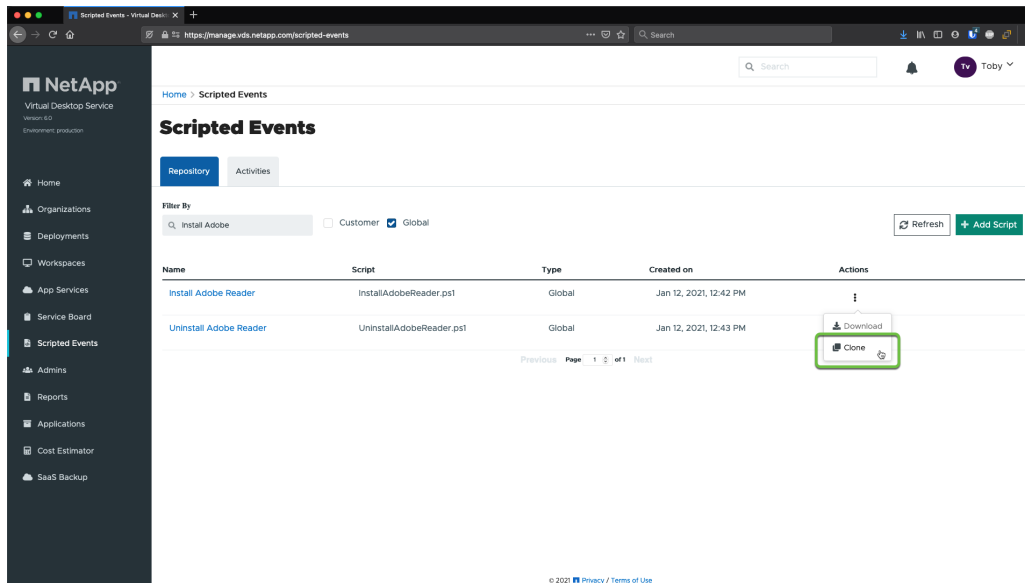 Scripted Events - Virtual Deskt
https://manage.vds.netapp.com/scripted-events
Search
NetApp
Virtual Desktop Service
Version: 6.0
Environment: production
Search
Tv
Toby
Home > Scripted Events
Scripted Events
Repository
Activities
Home
Organizations
Deployments
Workspaces
App Services
Service Board
Scripted Events
Admins
Reports
Applications
Cost Estimator
SaaS Backup
Filter By
Install Adobe
Customer
Global
Refresh
+ Add Script
Name Script Type Created on Actions
Install Adobe Reader InstallAdobeReader.ps1 Global Jan 12, 2021, 12:42 PM
Uninstall Adobe Reader UninstallAdobeReader.ps1 Global Jan 12, 2021, 12:43 PM
Download
Clone
Previous Page 1 of 1 Next
© 2021 Privacy / Terms of Use